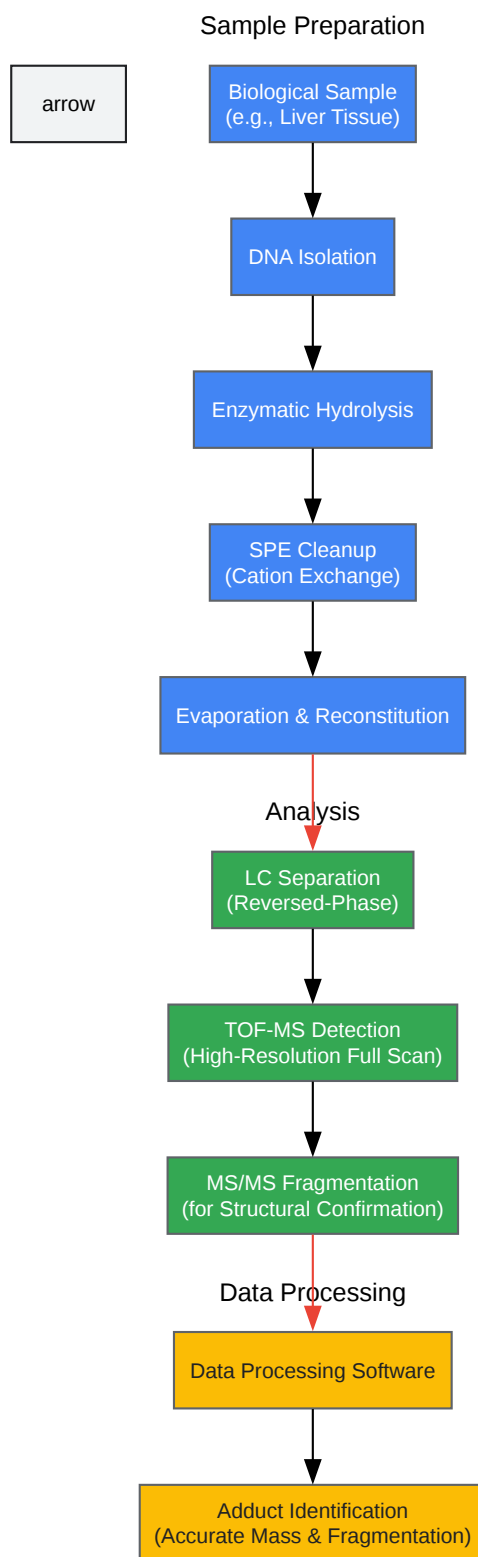 Sample Preparation
arrow
Biological Sample
(e.g., Liver Tissue)
DNA Isolation
Enzymatic Hydrolysis
SPE Cleanup
(Cation Exchange)
Evaporation & Reconstitution
Analysis
LC Separation
(Reversed-Phase)
TOF-MS Detection
(High-Resolution Full Scan)
MS/MS Fragmentation
(for Structural Confirmation)
Data Processing
Data Processing Software
Adduct Identification
(Accurate Mass & Fragmentation)